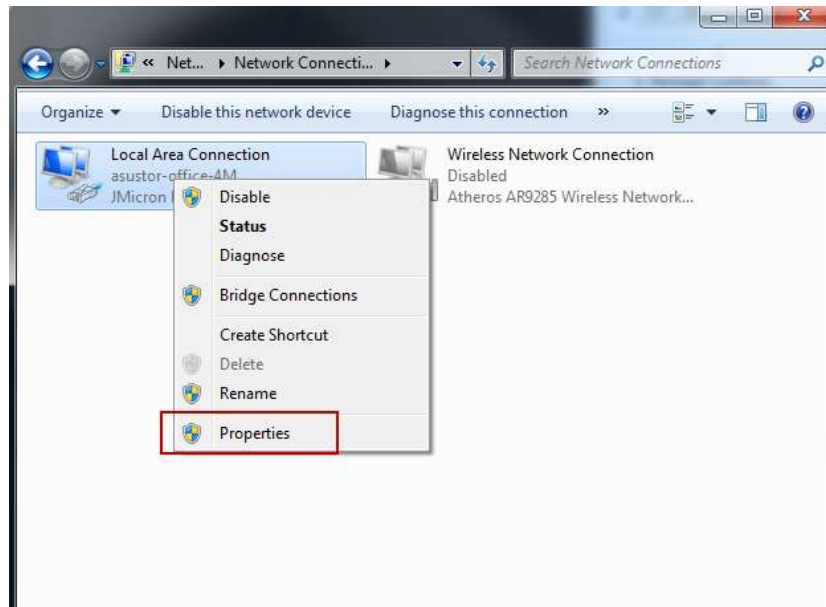 « Net... ▸ Network Connecti... ▸ Search Network Connections
Organize ▾ Disable this network device Diagnose this connection »
Local Area Connection
asustor-office-4M
JMicron
Wireless Network Connection
Disabled
Atheros AR9285 Wireless Network...
Disable
Status
Diagnose
Bridge Connections
Create Shortcut
Delete
Rename
Properties